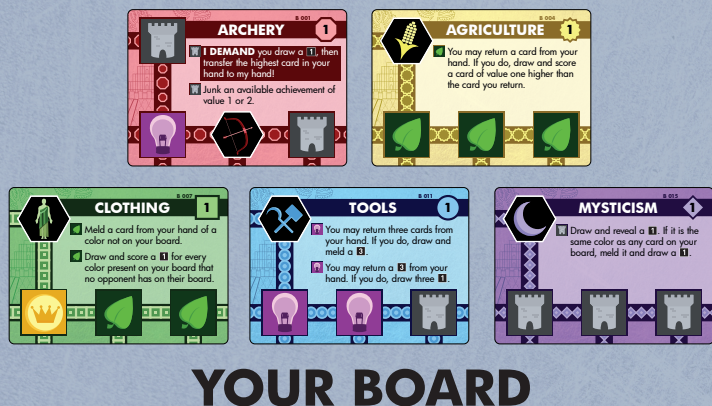 B 001
ARCHERY 1
I DEMAND you draw a 1, then
transfer the highest card in your
hand to my hand!
Junk an available achievement of
value 1 or 2.
B 004
AGRICULTURE 1
You may return a card from your
hand. If you do, draw and score
a card of value one higher than
the card you return.
B 007
CLOTHING 1
Meld a card from your hand of a
color not on your board.
Draw and score a 1 for every
color present on your board that
no opponent has on their board.
B 011
TOOLS 1
You may return three cards from
your hand. If you do, draw and
meld a 3.
You may return a 3 from your
hand. If you do, draw three 1.
B 015
MYSTICISM 1
Draw and reveal a 1. If it is the
same color as any card on your
board, meld it and draw a 1.
YOUR BOARD